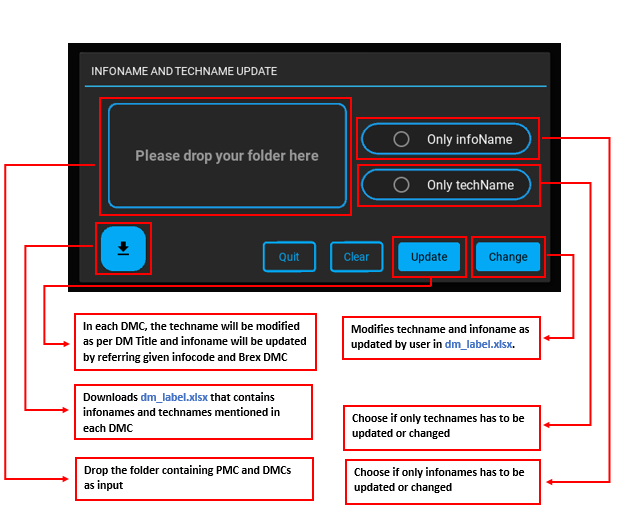 INFONAME AND TECHNAME UPDATE
Please drop your folder here
Only infoName
Only techName
Quit
Clear
Update
Change
In each DMC, the techname will be modified
as per DM Title and infoname will be updated
by referring given infocode and Brex DMC
Modifies techname and infoname as
updated by user in dm_label.xlsx.
Downloads dm_label.xlsx that contains
infonames and technames mentioned in
each DMC
Choose if only technames has to be
updated or changed
Drop the folder containing PMC and DMCs
as input
Choose if only infonames has to be
updated or changed